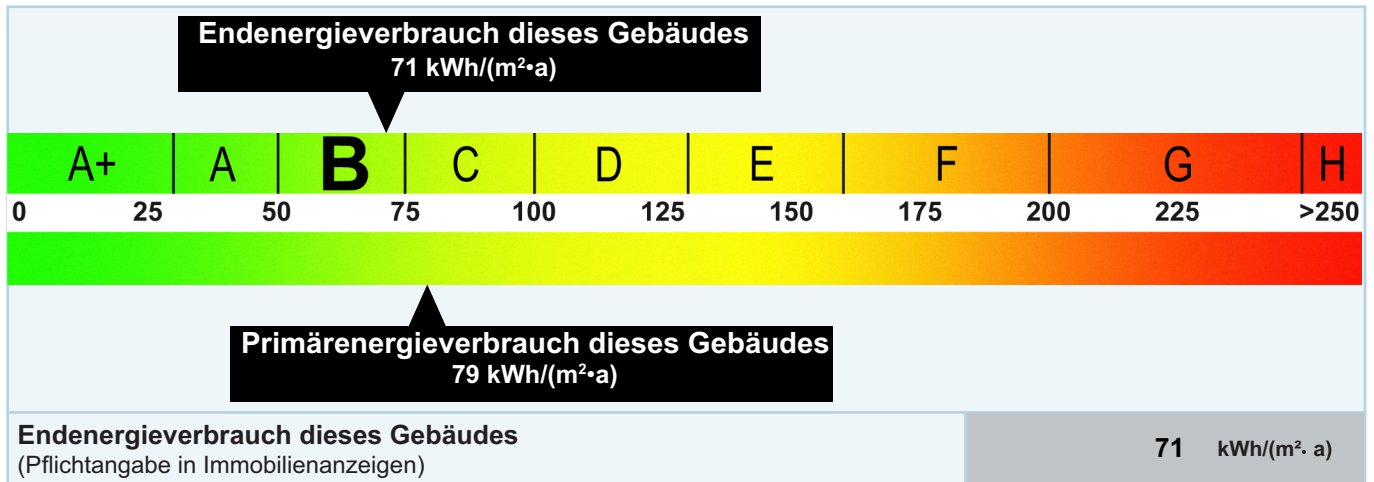 Endenergieverbrauch dieses Gebäudes
71 kWh/(m²•a)
A+ A B C D E F G H
0 25 50 75 100 125 150 175 200 225 >250
Primärenergieverbrauch dieses Gebäudes
79 kWh/(m²•a)
Endenergieverbrauch dieses Gebäudes
(Pflichtangabe in Immobilienanzeigen)
71 kWh/(m²· a)